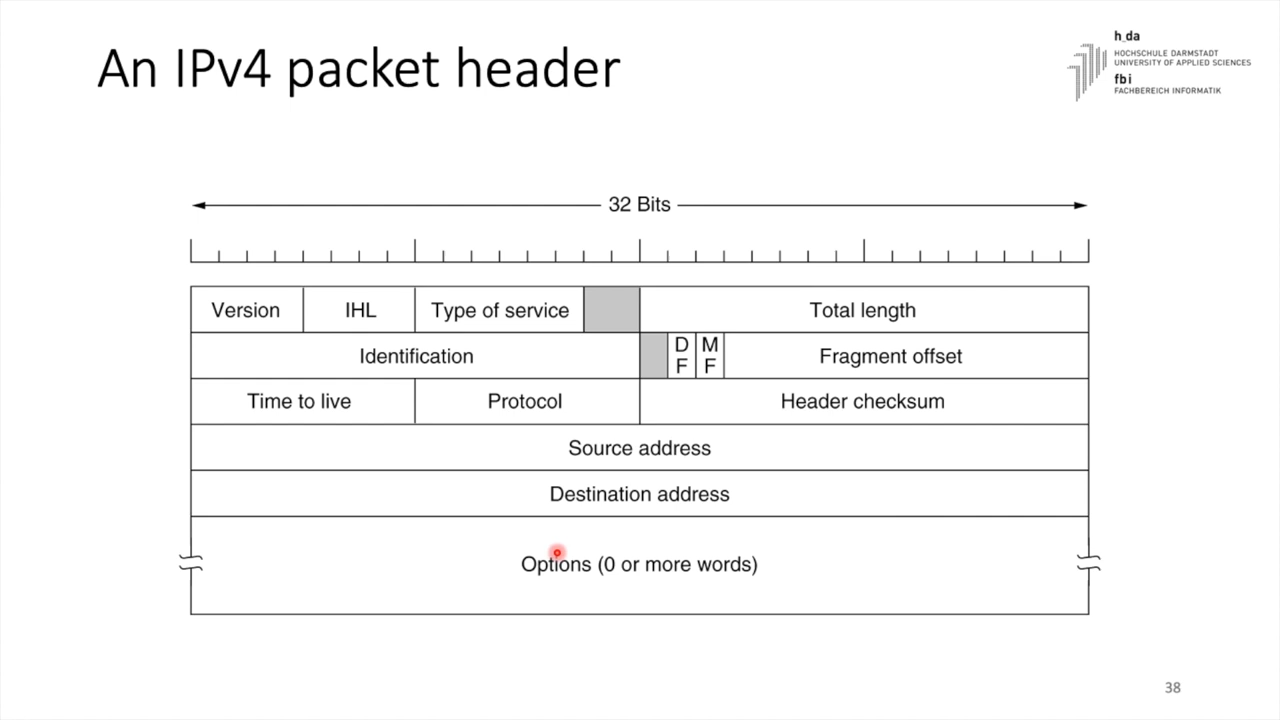 An IPv4 packet header
h_da
HOCHSCHULE DARMSTADT
UNIVERSITY OF APPLIED SCIENCES
fbi
FACHBEREICH INFORMATIK
32 Bits
Version IHL Type of service Total length
Identification DF MF Fragment offset
Time to live Protocol Header checksum
Source address
Destination address
Options (0 or more words)
38